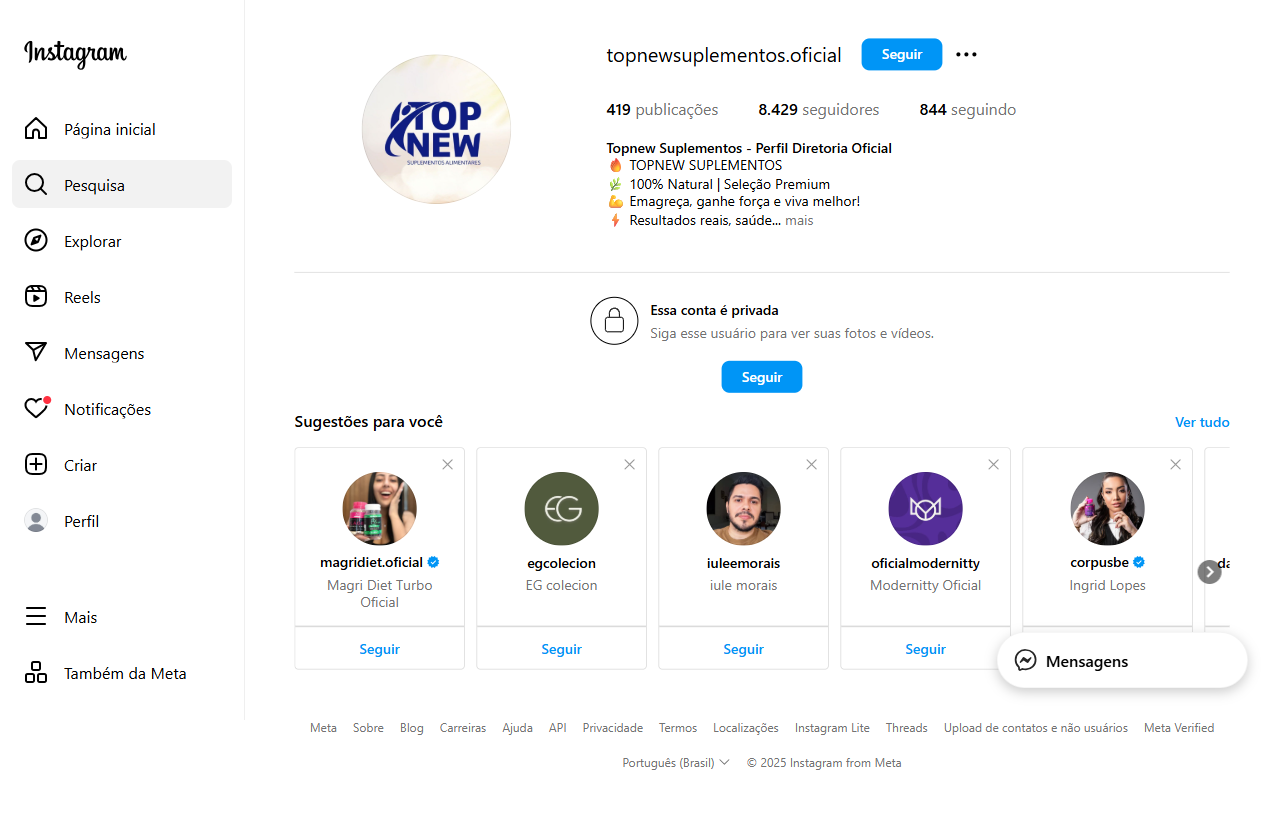 Instagram
Página inicial
Pesquisa
Explorar
Reels
Mensagens
Notificações
Criar
Perfil
Mais
Também da Meta
TOP
NEW
SUPLEMENTOS ALIMENTARES
topnewsuplementos.oficial Seguir
419 publicações 8.429 seguidores 844 seguindo
Topnew Suplementos - Perfil Diretoria Oficial
🔥 TOPNEW SUPLEMENTOS
🌿 100% Natural | Seleção Premium
💪 Emagreça, ganhe força e viva melhor!
⚡ Resultados reais, saúde... mais
Essa conta é privada
Siga esse usuário para ver suas fotos e vídeos.
Seguir
Sugestões para você Ver tudo
magridiet.oficial
Magri Diet Turbo
Oficial
Seguir
EG
egcolecion
EG colecion
Seguir
iuleemorais
iule morais
Seguir
oficialmodernitty
Modernitty Oficial
Seguir
corpusbe
Ingrid Lopes
da
Mensagens
Meta Sobre Blog Carreiras Ajuda API Privacidade Termos Localizações Instagram Lite Threads Upload de contatos e não usuários Meta Verified
Português (Brasil) © 2025 Instagram from Meta